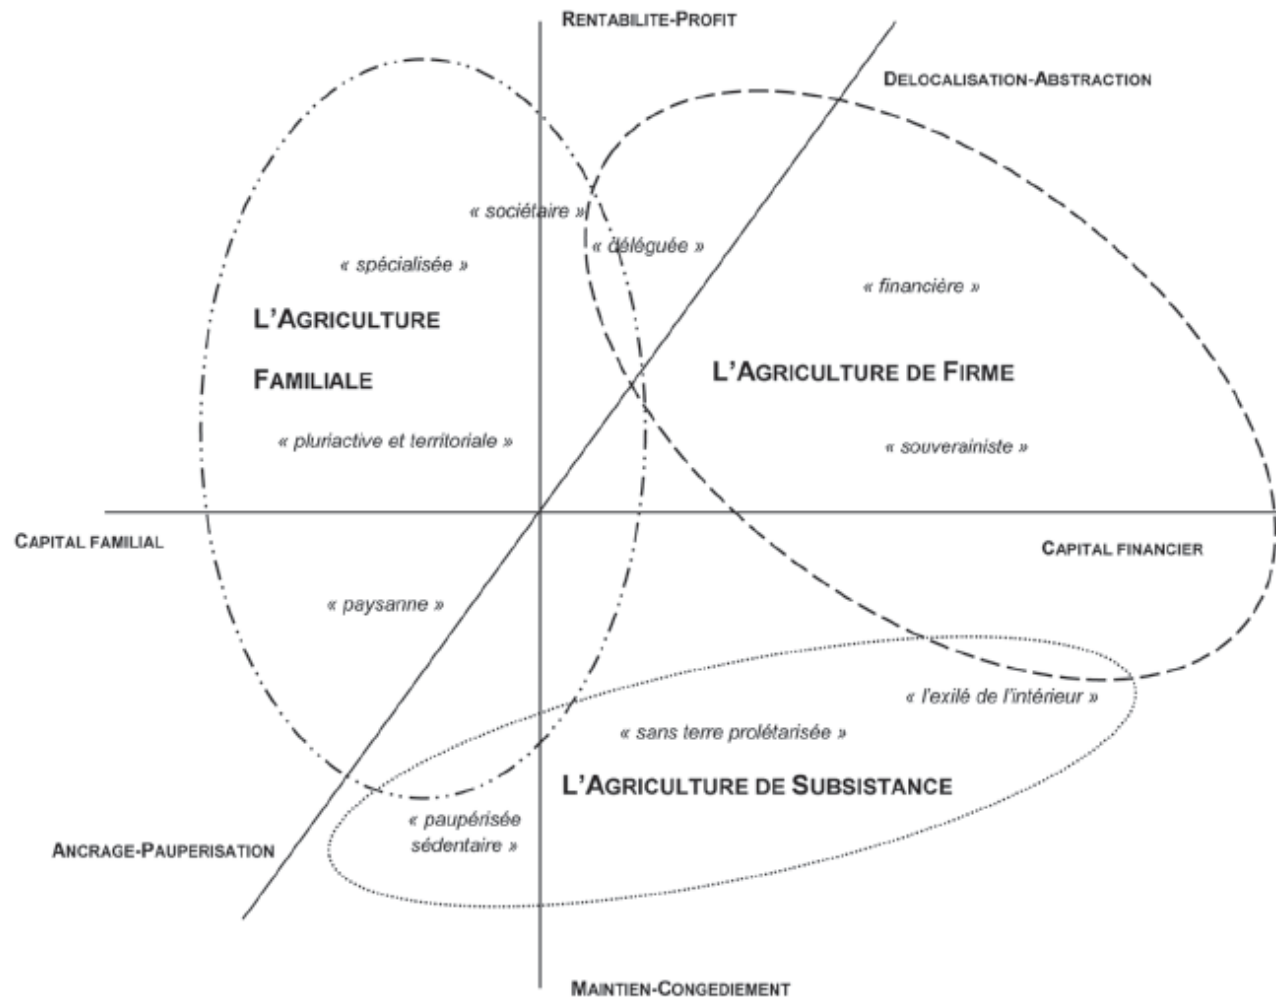 RENTABILITE-PROFIT
DELOCALISATION-ABSTRACTION
« sociétaire »
« déléguée »
« spécialisée »
« financière »
L'AGRICULTURE
FAMILIALE
L'AGRICULTURE DE FIRME
« pluriactive et territoriale »
« souverainiste »
CAPITAL FAMILIAL
CAPITAL FINANCIER
« paysanne »
« l'exilé de l'intérieur »
« sans terre prolétarisée »
L'AGRICULTURE DE SUBSISTANCE
« paupérisée
sédentaire »
ANCRAGE-PAUPERISATION
MAINTIEN-CONGEDIEMENT